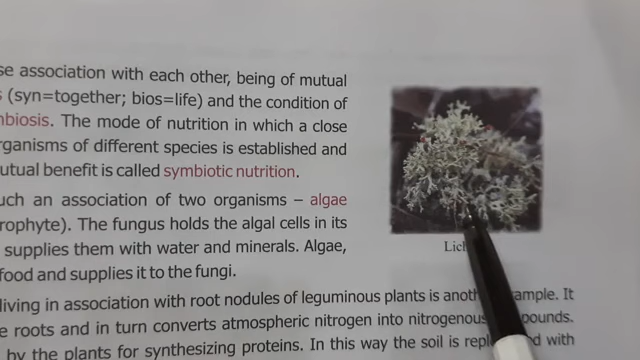 se association with each other, being of mutual
(syn=together; bios=life) and the condition of
mbiosis. The mode of nutrition in which a close
rganisms of different species is established and
utual benefit is called symbiotic nutrition.
uch an association of two organisms – algae
rophyte). The fungus holds the algal cells in its
supplies them with water and minerals. Algae,
food and supplies it to the fungi.
Lich
living in association with root nodules of leguminous plants is anoth ample. It
e roots and in turn converts atmospheric nitrogen into nitrogenous pounds.
by the plants for synthesizing proteins. In this way the soil is repl d with